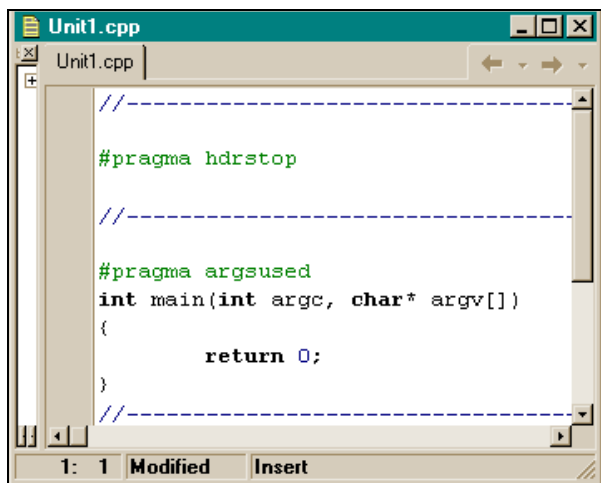 Unit1.cpp
Unit1.cpp
//---------------------------------
#pragma hdrstop
//---------------------------------
#pragma argsused
int main(int argc, char* argv[])
{
return 0;
}
//---------------------------------
1: 1 Modified Insert